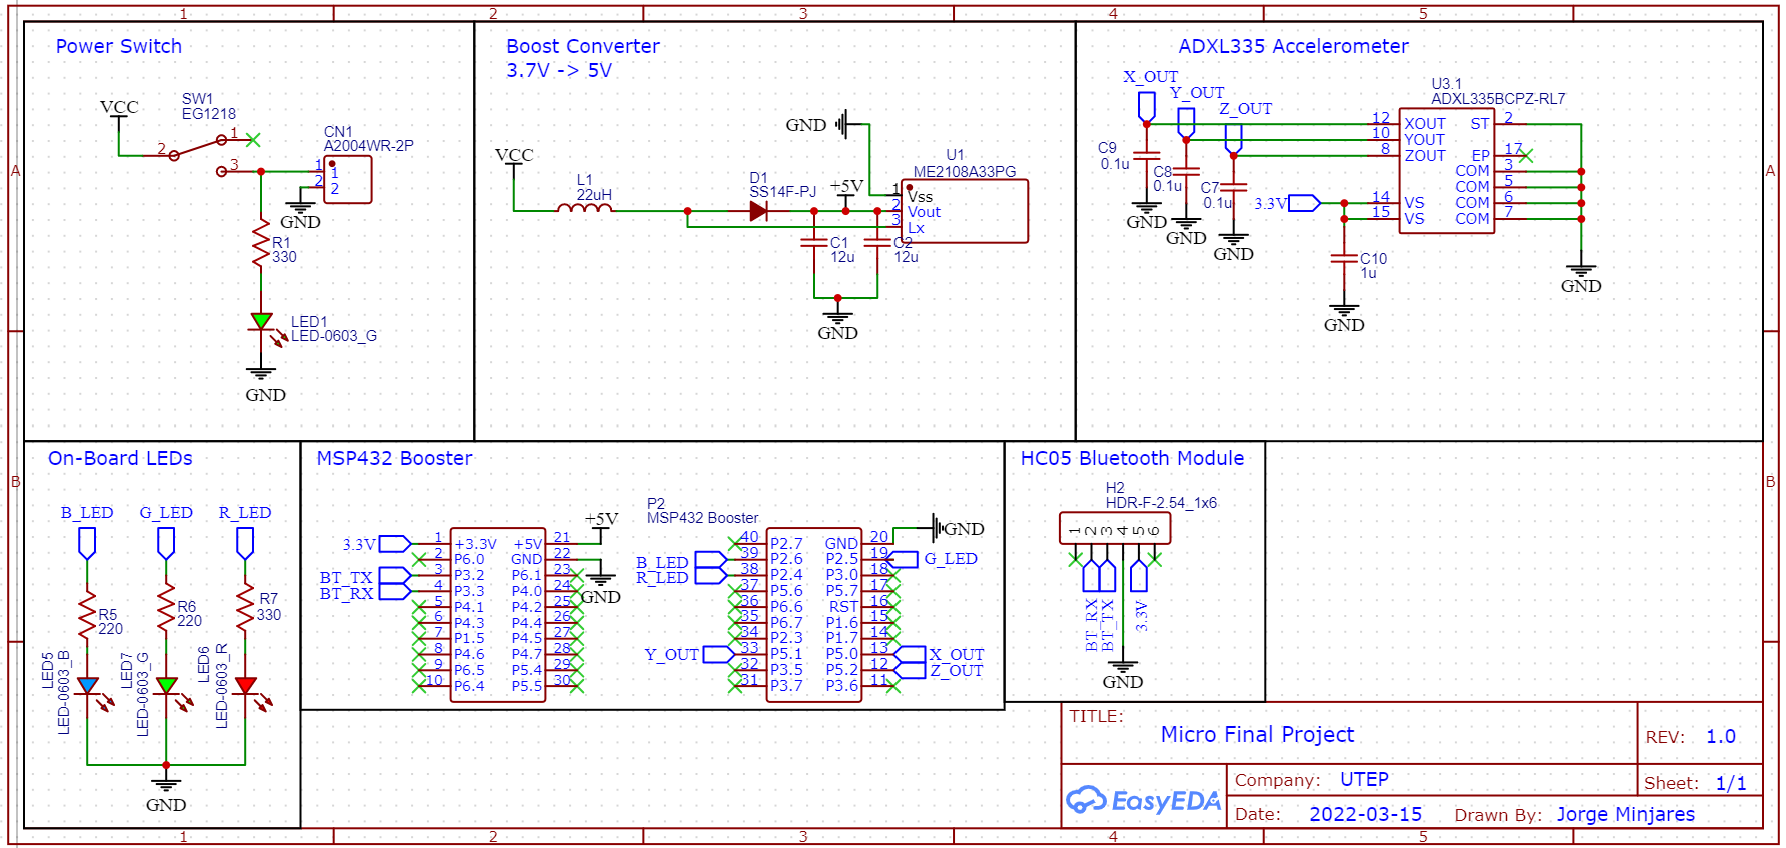 1 2 3 4 5
A A
B B
Power Switch
VCC
SW1
EG1218
2
1
3
CN1
A2004WR-2P
1
2
1
2
GND
R1
330
LED1
LED-0603_G
GND
Boost Converter
3.7V -> 5V
VCC
L1
22uH
D1
SS14F-PJ
GND
+5V
U1
ME2108A33PG
1 Vss
2 Vout
3 Lx
C1
12u
C2
12u
GND
ADXL335 Accelerometer
X_OUT
Y_OUT
Z_OUT
C9
0.1u
C8
0.1u
C7
0.1u
GND
GND
GND
3.3V
U3.1
ADXL335BCPZ-RL7
12 XOUT ST 2
10 YOUT
8 ZOUT EP 17
COM 3
COM 5
14 VS COM 6
15 VS COM 7
C10
1u
GND
GND
On-Board LEDs
B_LED G_LED R_LED
R5
220
R6
220
R7
330
LED5
LED-0603_B
LED7
LED-0603_G
LED6
LED-0603_R
GND
MSP432 Booster
3.3V
BT_TX
BT_RX
1 +3.3V +5V 21
2 P6.0 GND 22
3 P3.2 P6.1 23
4 P3.3 P4.0 24
5 P4.1 P4.2 25
6 P4.3 P4.4 26
7 P1.5 P4.5 27
8 P4.6 P4.7 28
9 P6.5 P5.4 29
10 P6.4 P5.5 30
+5V
GND
P2
MSP432 Booster
B_LED
R_LED
Y_OUT
40 P2.7 GND 20
39 P2.6 P2.5 19
38 P2.4 P3.0 18
37 P5.6 P5.7 17
36 P6.6 RST 16
35 P6.7 P1.6 15
34 P2.3 P1.7 14
33 P5.1 P5.0 13
32 P3.5 P5.2 12
31 P3.7 P3.6 11
GND
G_LED
X_OUT
Z_OUT
HC05 Bluetooth Module
H2
HDR-F-2.54_1x6
1 2 3 4 5 6
BT_RX
BT_TX
3.3V
GND
TITLE:
Micro Final Project
REV: 1.0
EasyEDA
Company: UTEP
Sheet: 1/1
Date: 2022-03-15 Drawn By: Jorge Minjares
1 2 3 4 5